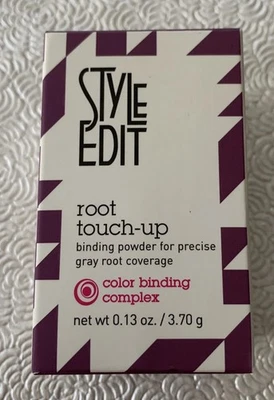 STYLE
EDIT
root
touch-up
binding powder for precise
gray root coverage
color binding
complex
net wt 0.13 oz. / 3.70 g